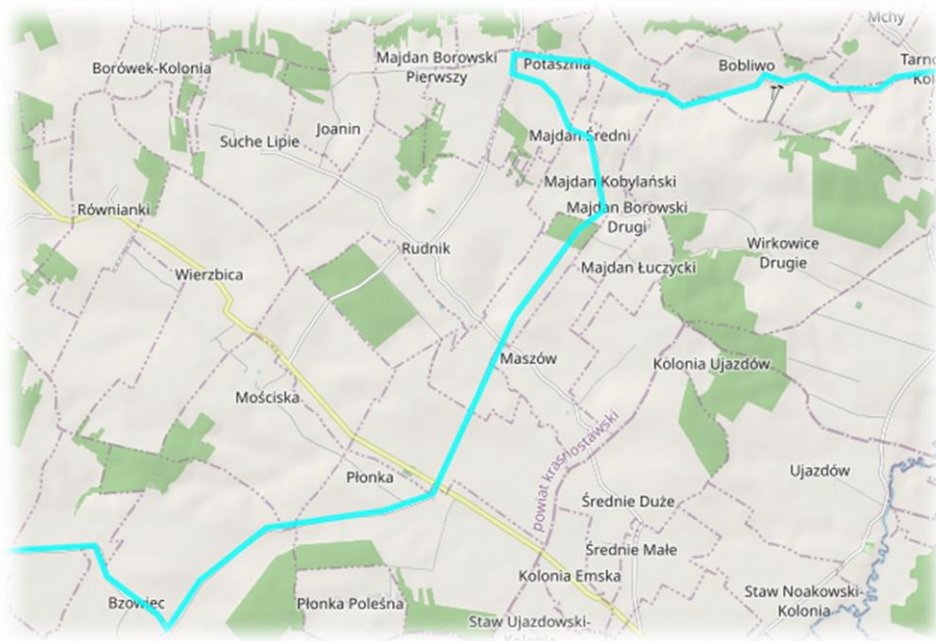 Mchy
Majdan Borowski
Pierwszy
Potasznia
Bobliwo
Borówek-Kolonia
Joanin
Suche Lipie
Majdan Średni
Majdan Kobylański
Równianki
Majdan Borowski
Drugi
Rudnik
Wirkowice
Drugie
Wierzbica
Majdan Łuczycki
Maszów
Kolonia Ujazdów
Mościska
powiat krasnostawski
Płonka
Ujazdów
Średnie Duże
Średnie Małe
Kolonia Emska
Bzowiec
Płonka Poleśna
Staw Noakowski-
Kolonia
Staw Ujazdowski-
Kolonia